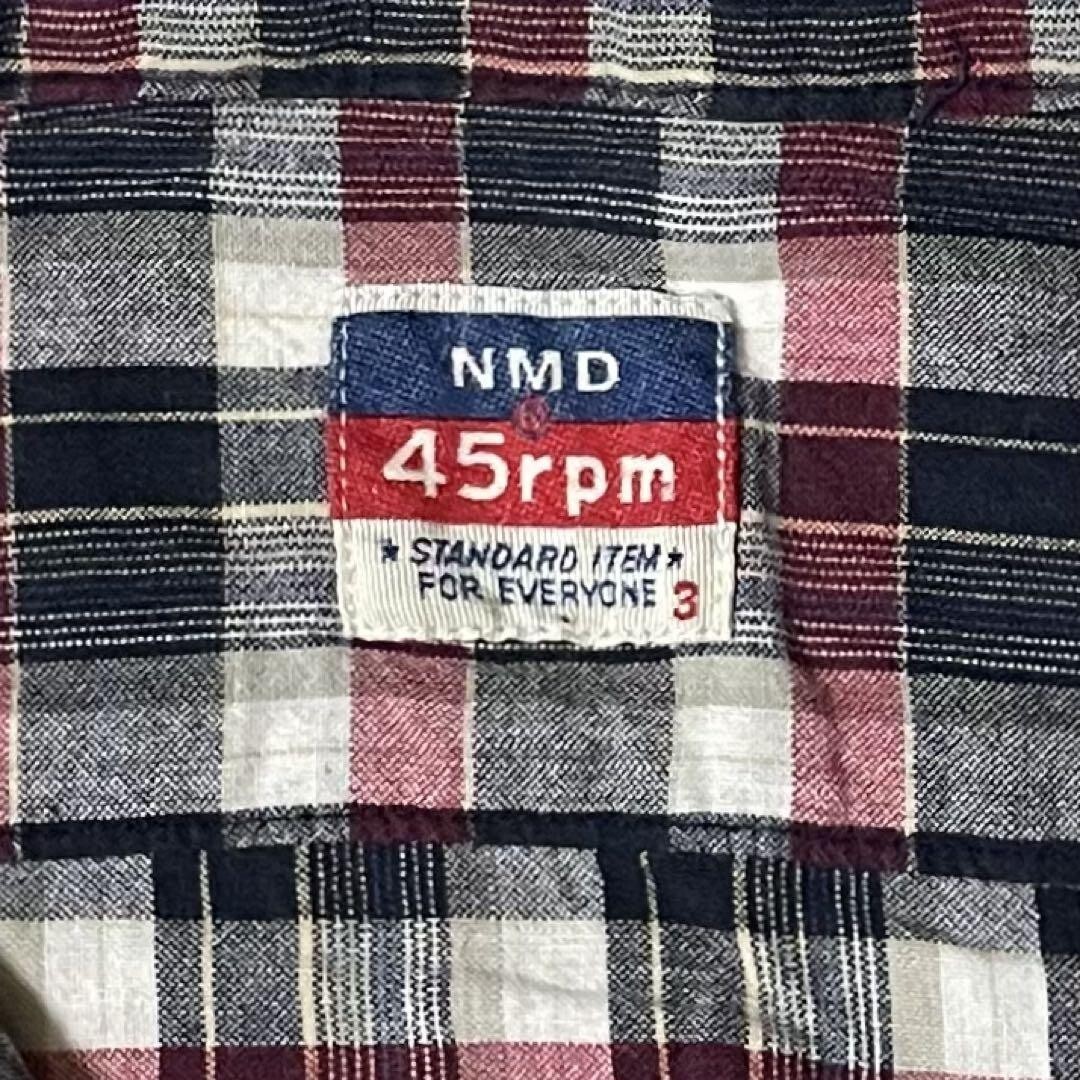 NMD
®
45rpm
★ STANDARD ITEM ★
FOR EVERYONE 3